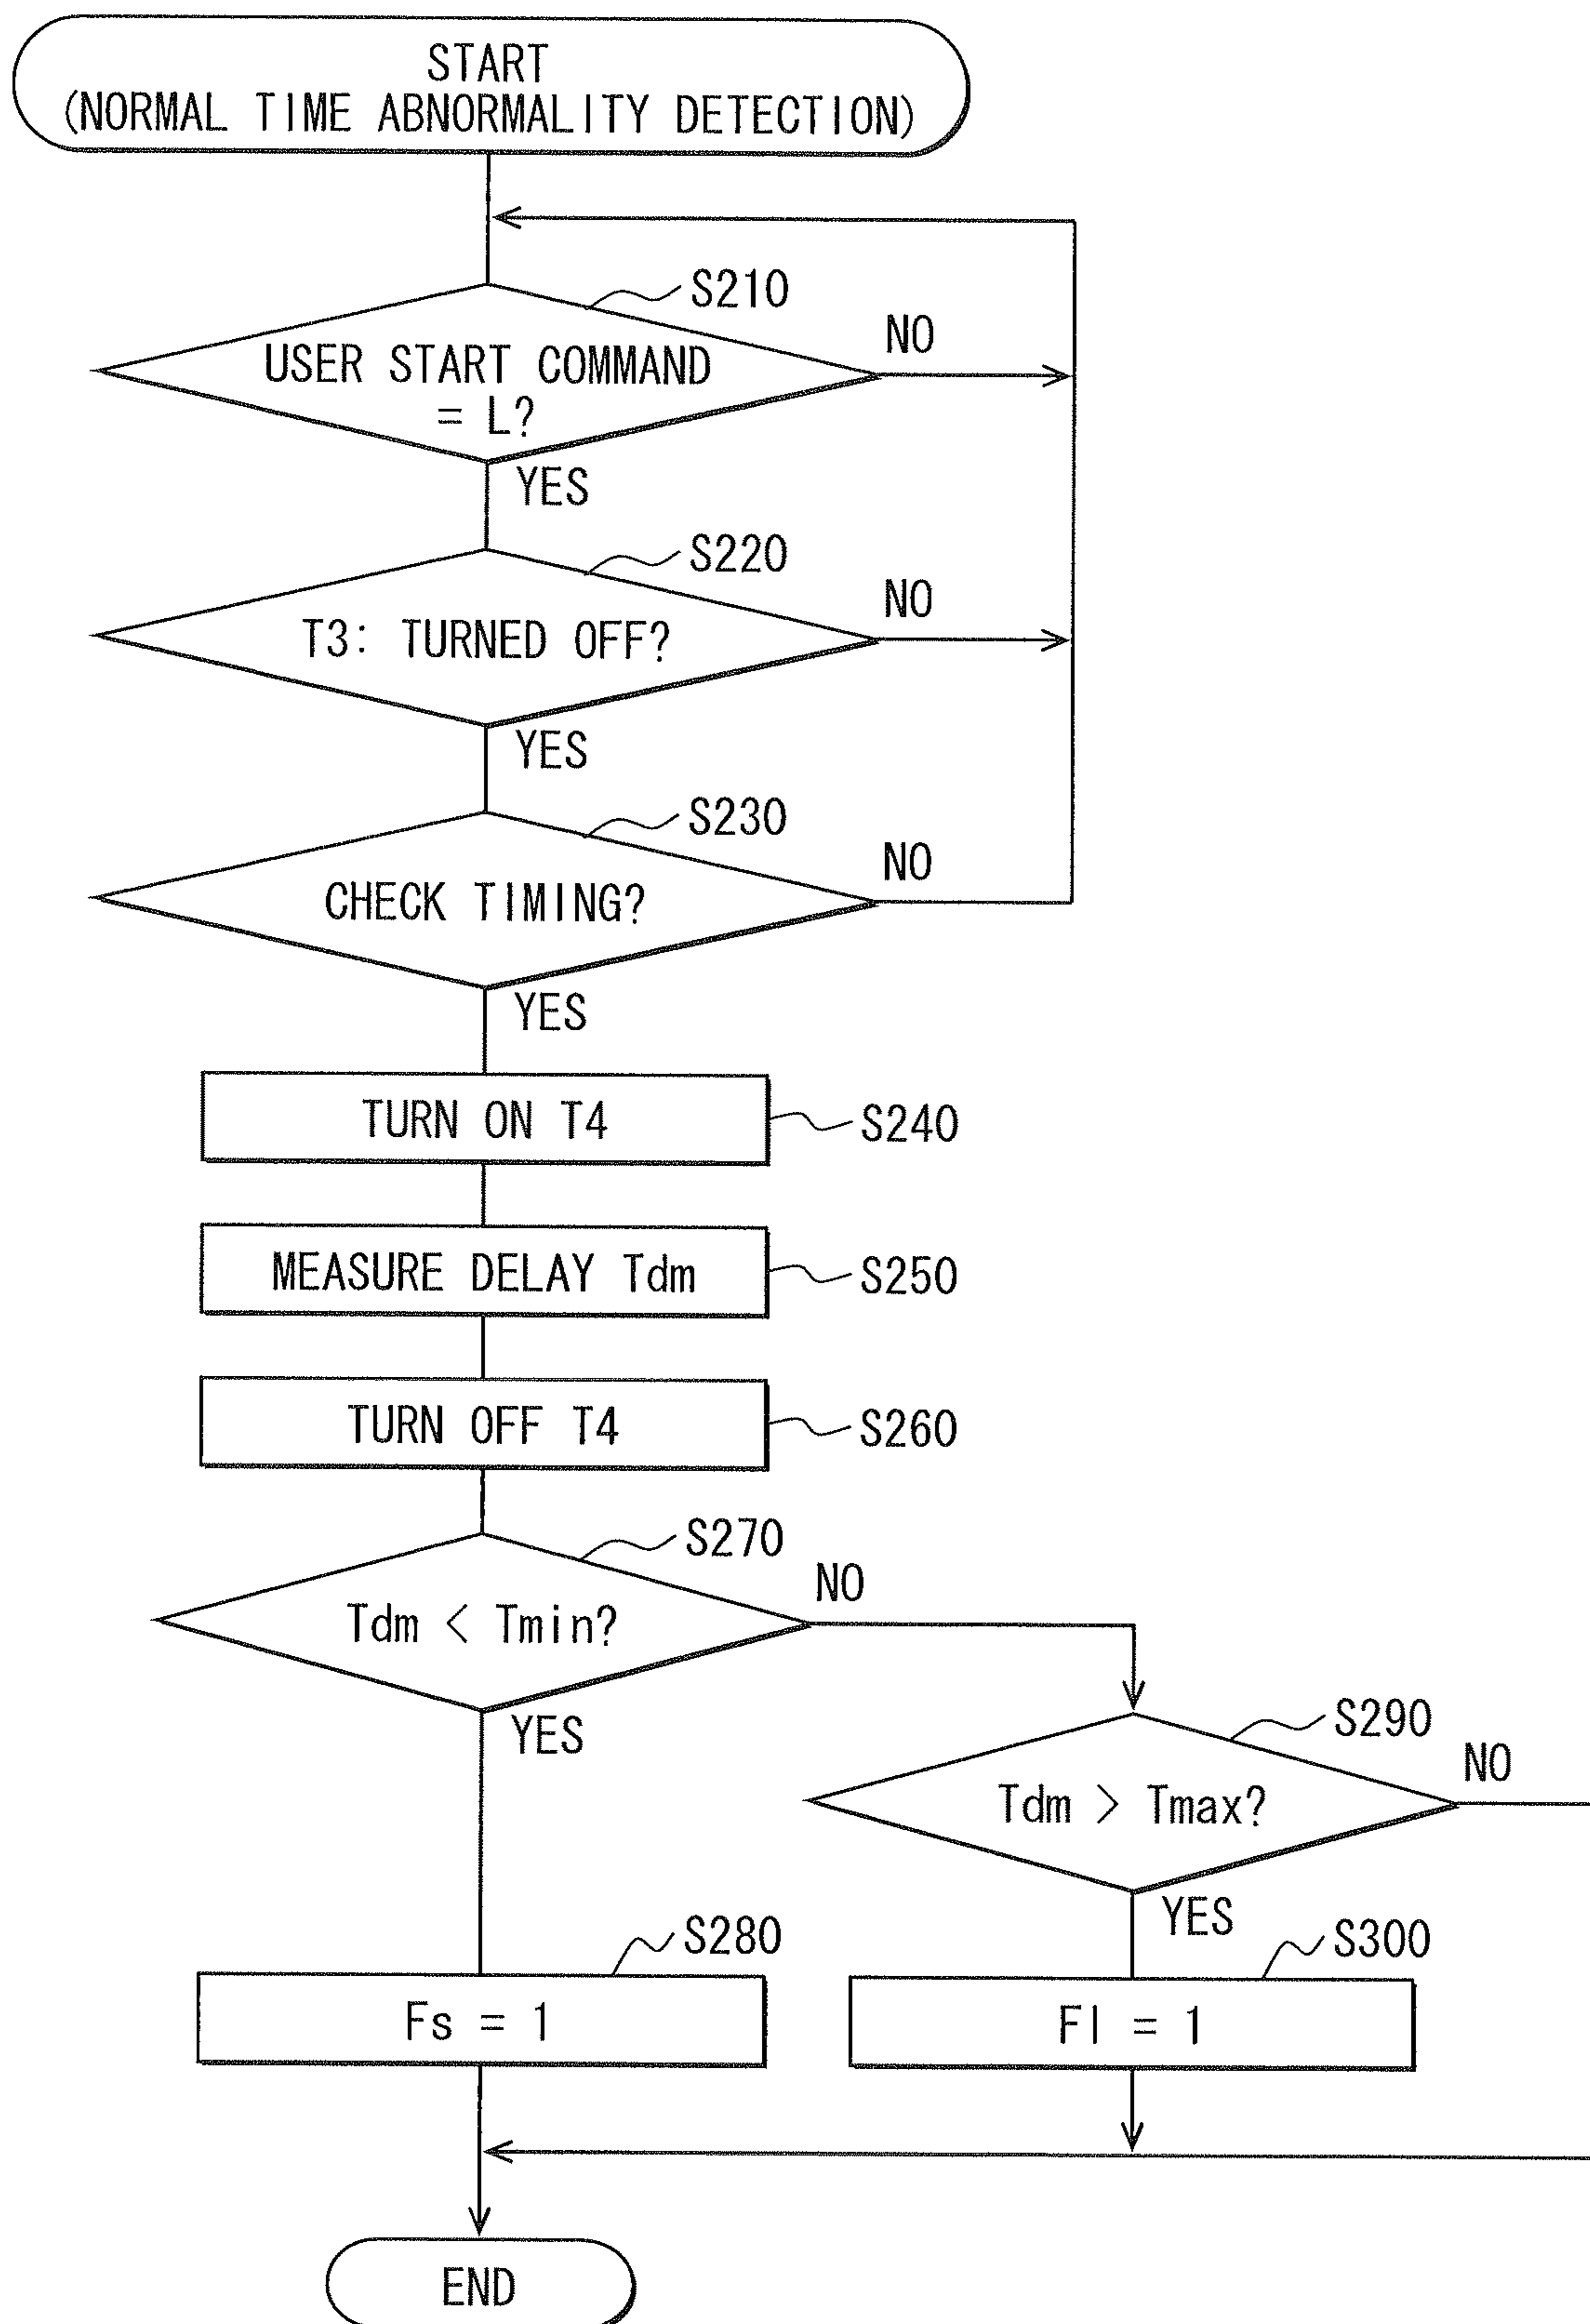 START
(NORMAL TIME ABNORMALITY DETECTION)
S210
NO
USER START COMMAND
= L?
YES
S220
NO
T3: TURNED OFF?
YES
S230
NO
CHECK TIMING?
YES
TURN ON T4
S240
MEASURE DELAY Tdm
S250
TURN OFF T4
S260
S270
NO
Tdm < Tmin?
YES
S290
NO
Tdm > Tmax?
YES
S280
S300
Fs = 1
Fl = 1
END